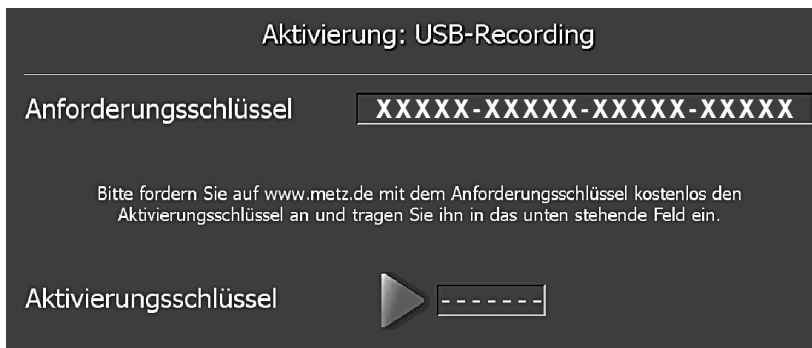 Aktivierung: USB-Recording
Anforderungsschlüssel XXXXX-XXXXX-XXXXX-XXXXX
Bitte fordern Sie auf www.metz.de mit dem Anforderungsschlüssel kostenlos den
Aktivierungsschlüssel an und tragen Sie ihn in das unten stehende Feld ein.
Aktivierungsschlüssel -------